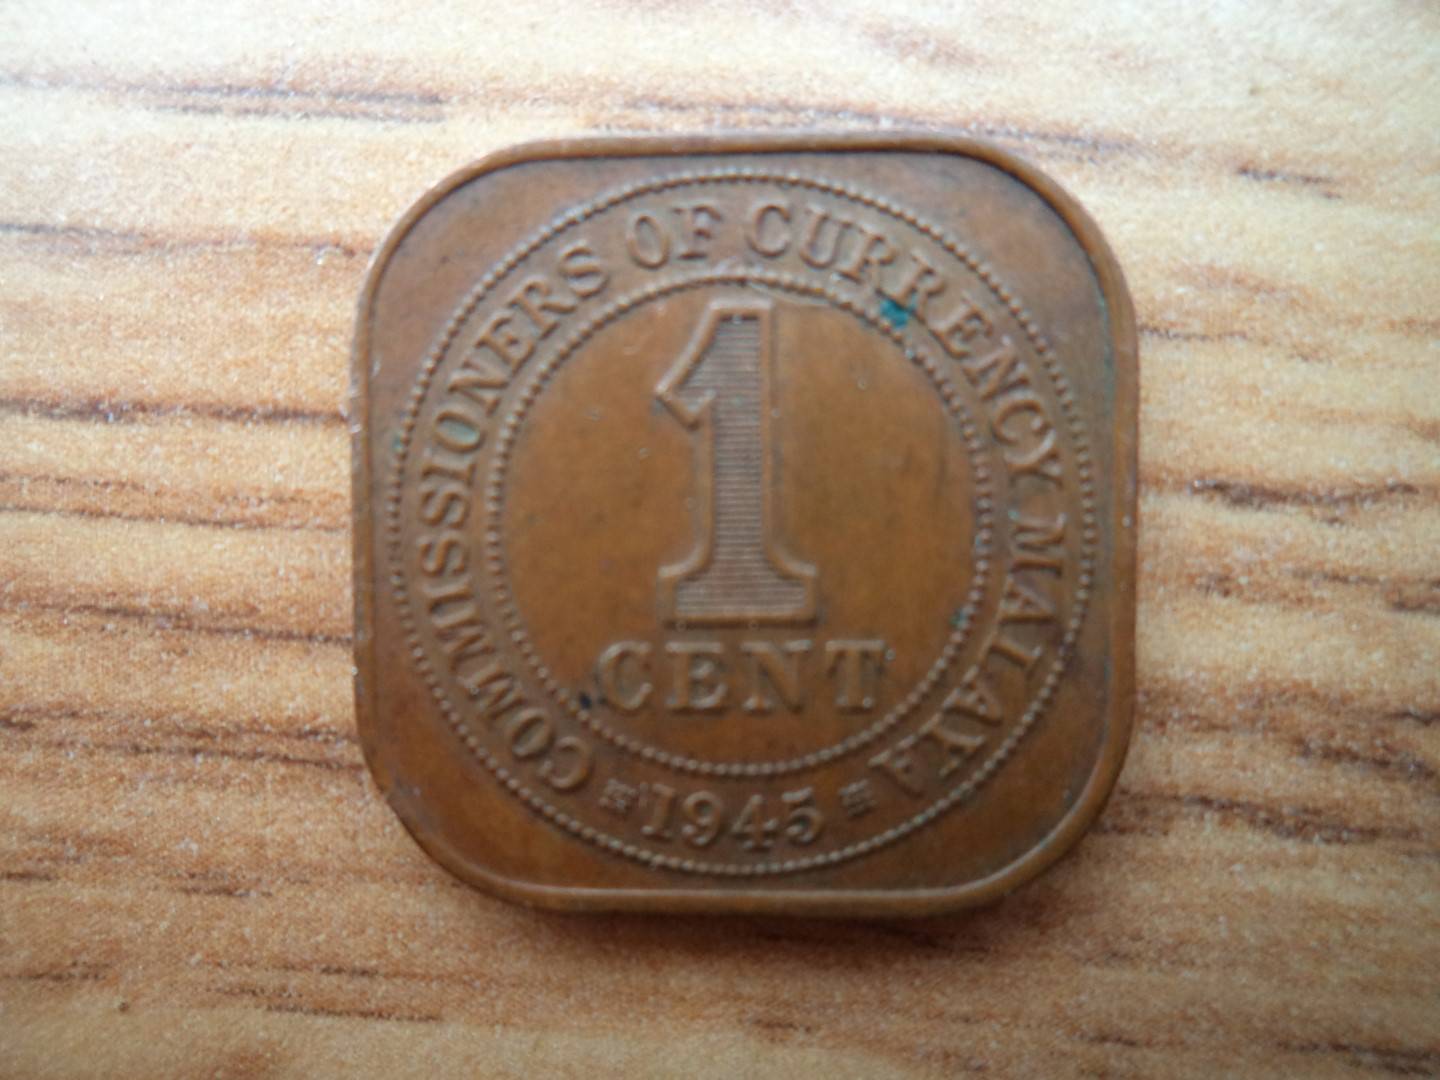 COMMISSIONERS OF CURRENCY MALAYA
1
CENT
1945